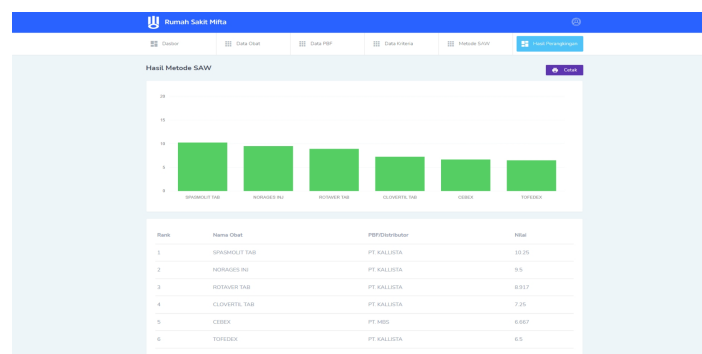 Rumah Sakit Mifta
Dasbor Data Obat Data PBF Data Kriteria Metode SAW Hasil Perangkingan
Hasil Metode SAW
Cetak
20
15
10
5
0
SPASMOLIT TAB NORAGES INJ ROTAVER TAB CLOVERTIL TAB CEBEX TOFEDEX
Rank Nama Obat PBF/Distributor Nilai
1 SPASMOLIT TAB PT. KALLISTA 10.25
2 NORAGES INJ PT. KALLISTA 9.5
3 ROTAVER TAB PT. KALLISTA 8.917
4 CLOVERTIL TAB PT. KALLISTA 7.25
5 CEBEX PT. MBS 6.667
6 TOFEDEX PT. KALLISTA 6.5